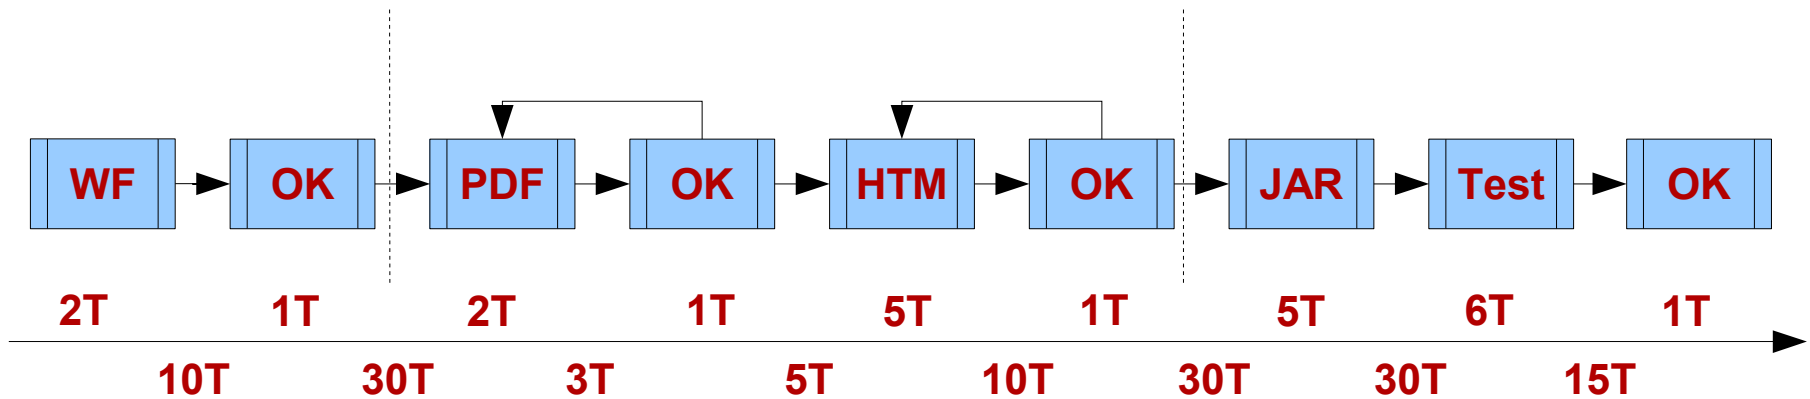 WF OK PDF OK HTM OK JAR Test OK
2T 1T 2T 1T 5T 1T 5T 6T 1T
10T 30T 3T 5T 10T 30T 30T 15T